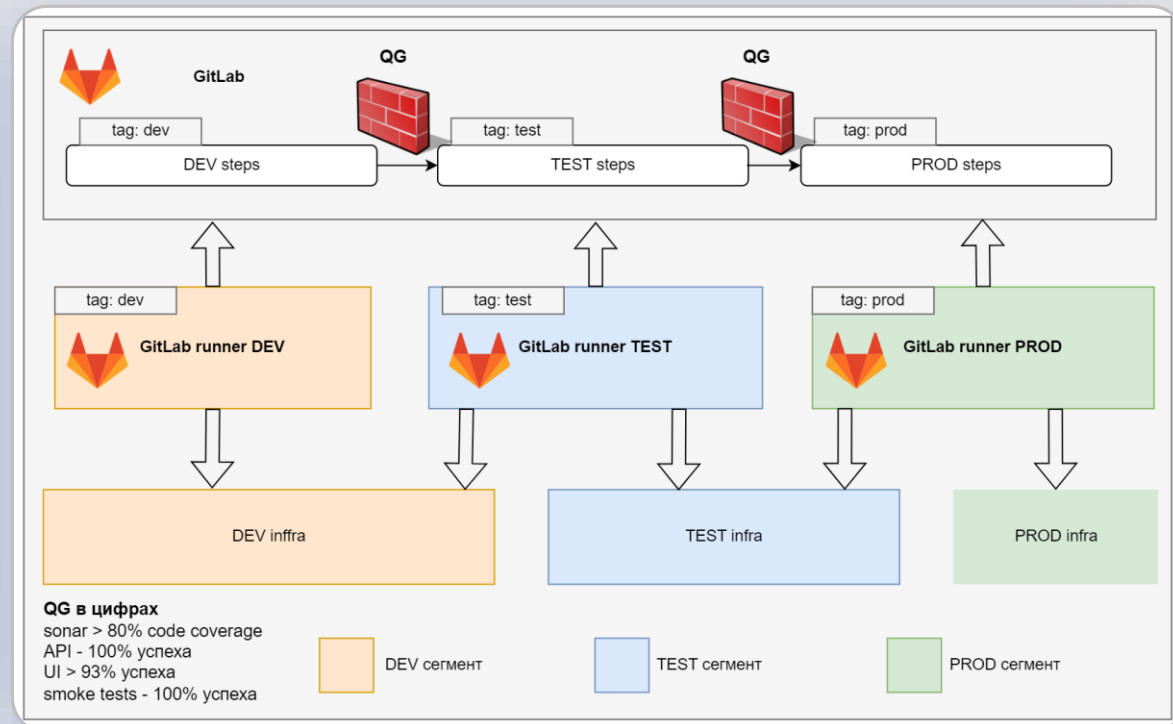 QG
QG
GitLab
tag: dev
tag: test
tag: prod
DEV steps
TEST steps
PROD steps
tag: dev
tag: test
tag: prod
GitLab runner DEV
GitLab runner TEST
GitLab runner PROD
DEV inffra
TEST infra
PROD infra
QG в цифрах
sonar > 80% code coverage
API - 100% успеха
UI > 93% успеха
smoke tests - 100% успеха
DEV сегмент
TEST сегмент
PROD сегмент